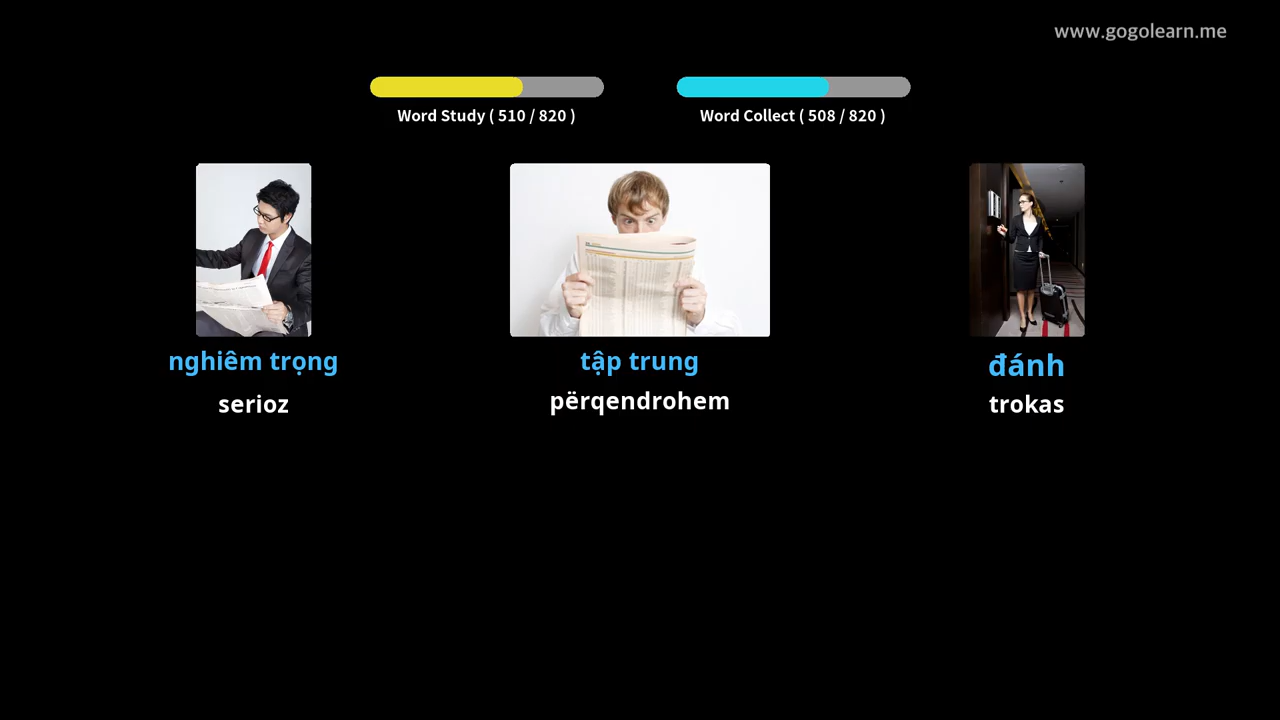 www.gogolearn.me
Word Study ( 510 / 820 )
Word Collect ( 508 / 820 )
nghiêm trọng
tập trung
đánh
serioz
përqendrohem
trokas